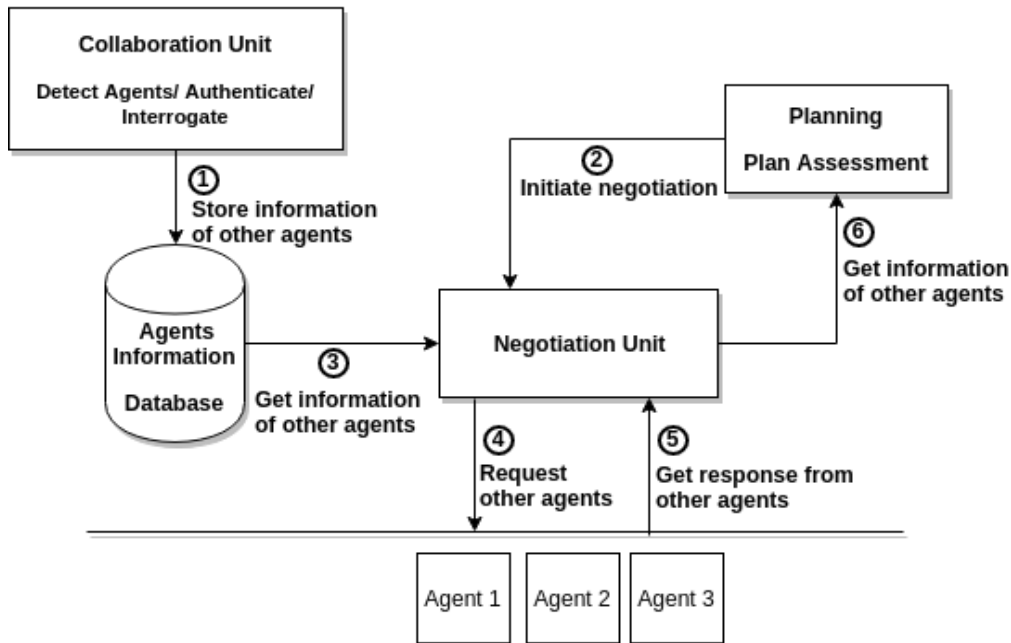 Collaboration Unit
Detect Agents/ Authenticate/
Interrogate
1
Store information
of other agents
Planning
Plan Assessment
2
Initiate negotiation
6
Get information
of other agents
Agents
Information
Database
3
Get information
of other agents
Negotiation Unit
4
Request
other agents
5
Get response from
other agents
Agent 1
Agent 2
Agent 3